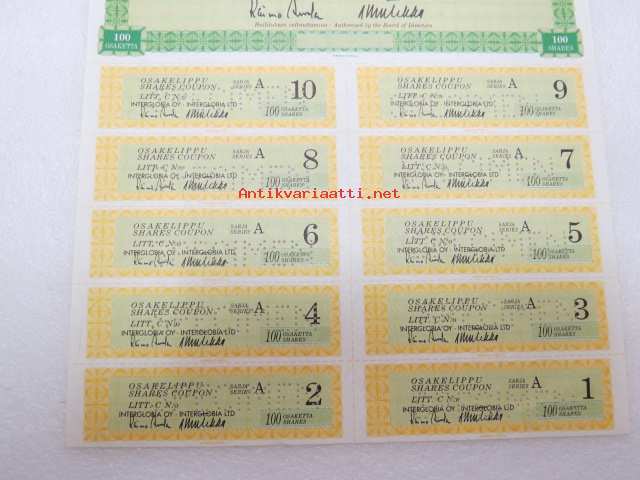 Hallituksen valtuuttamina - Authorised by the Board of Directors
100
OSAKETTA
100
SHARES
OSAKELIPPU
SHARES COUPON
SARJA
SERIES
A
10
LITT. C No
INTERGLOBIA OY - INTERGLOBIA LTD
100 OSAKETTA
SHARES
OSAKELIPPU
SHARES COUPON
SARJA
SERIES
A
9
LITT. C No
INTERGLOBIA OY - INTERGLOBIA LTD
100 OSAKETTA
SHARES
OSAKELIPPU
SHARES COUPON
SARJA
SERIES
A
8
LITT. C No
INTERGLOBIA OY - INTERGLOBIA LTD
100 OSAKETTA
SHARES
OSAKELIPPU
SHARES COUPON
SARJA
SERIES
A
7
LITT. C No
INTERGLOBIA OY - INTERGLOBIA LTD
100 OSAKETTA
SHARES
Antikvariaatti.net
OSAKELIPPU
SHARES COUPON
SARJA
SERIES
A
6
LITT. C No
INTERGLOBIA OY - INTERGLOBIA LTD
100 OSAKETTA
SHARES
OSAKELIPPU
SHARES COUPON
SARJA
SERIES
A
5
LITT. C No
INTERGLOBIA OY - INTERGLOBIA LTD
100 OSAKETTA
SHARES
OSAKELIPPU
SHARES COUPON
SARJA
SERIES
A
4
LITT. C No
INTERGLOBIA OY - INTERGLOBIA LTD
100 OSAKETTA
SHARES
OSAKELIPPU
SHARES COUPON
SARJA
SERIES
A
3
LITT. C No
INTERGLOBIA OY - INTERGLOBIA LTD
100 OSAKETTA
SHARES
OSAKELIPPU
SHARES COUPON
SARJA
SERIES
A
2
LITT. C No
INTERGLOBIA OY - INTERGLOBIA LTD
100 OSAKETTA
SHARES
OSAKELIPPU
SHARES COUPON
SARJA
SERIES
A
1
LITT. C No
INTERGLOBIA OY - INTERGLOBIA LTD
100 OSAKETTA
SHARES